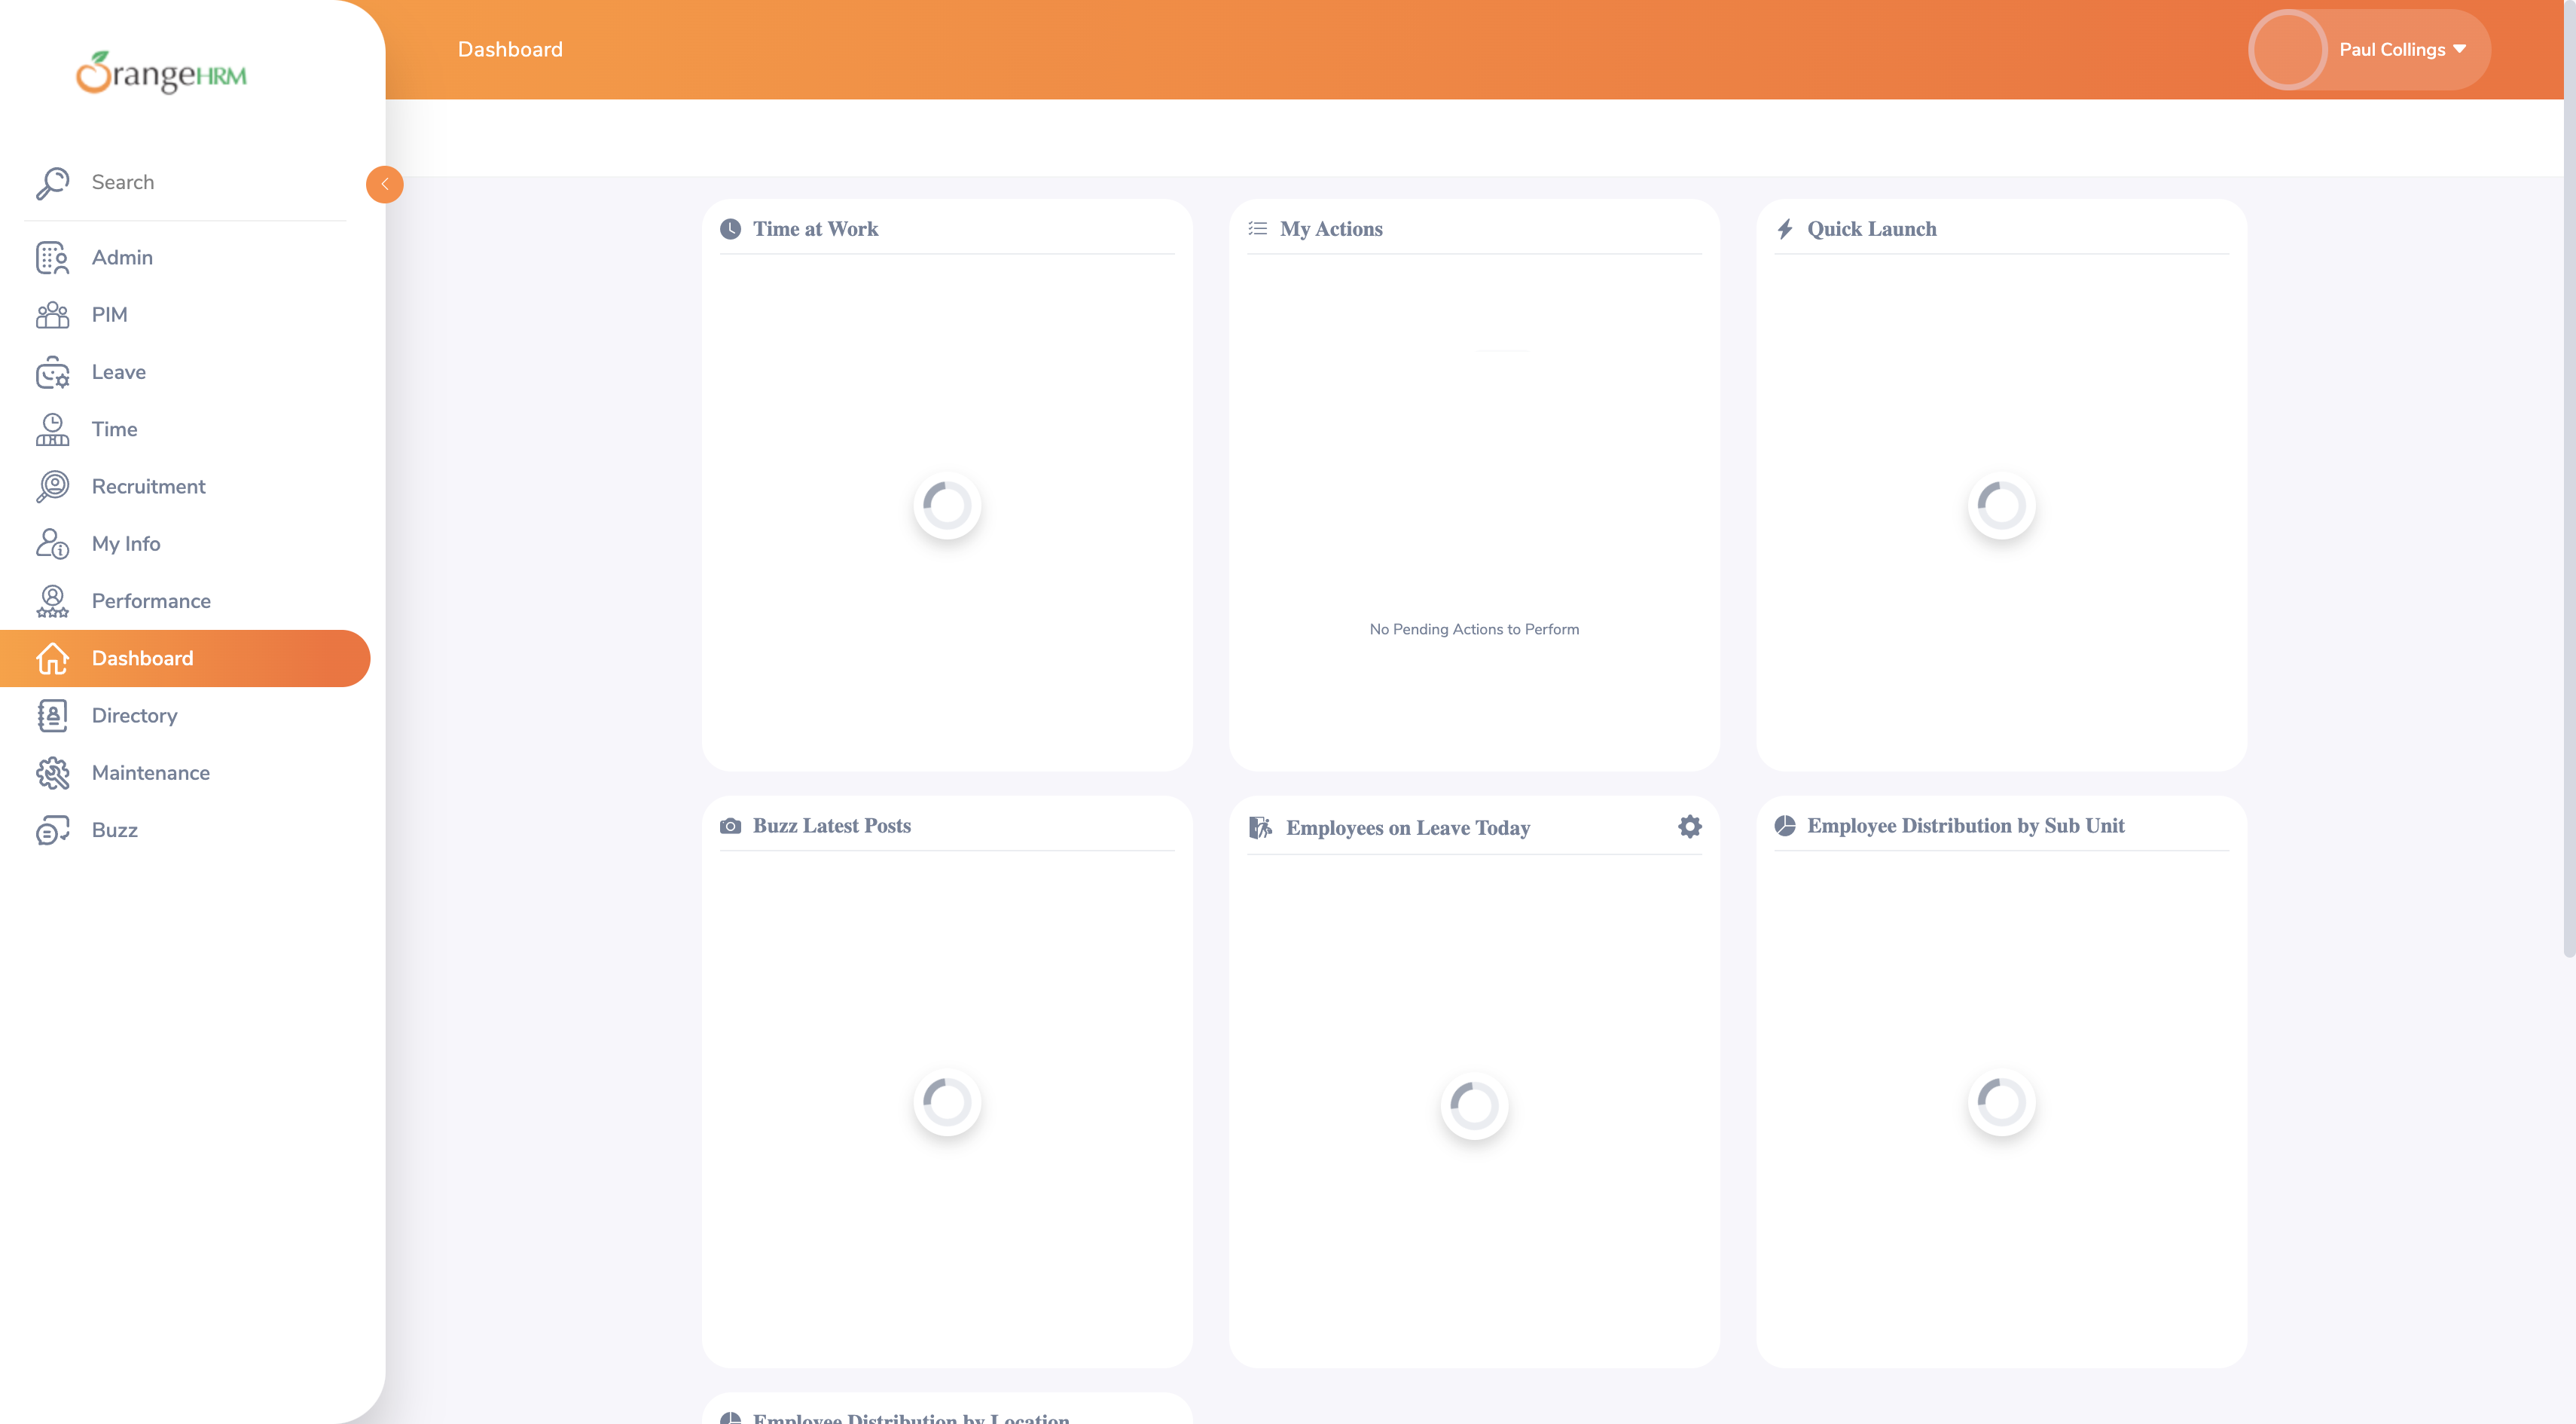 OrangeHRM
Search
Admin
PIM
Leave
Time
Recruitment
My Info
Performance
Dashboard
Directory
Maintenance
Buzz
Dashboard
Paul Collings
Time at Work
My Actions
No Pending Actions to Perform
Quick Launch
Buzz Latest Posts
Employees on Leave Today
Employee Distribution by Sub Unit
Employee Distribution by Location